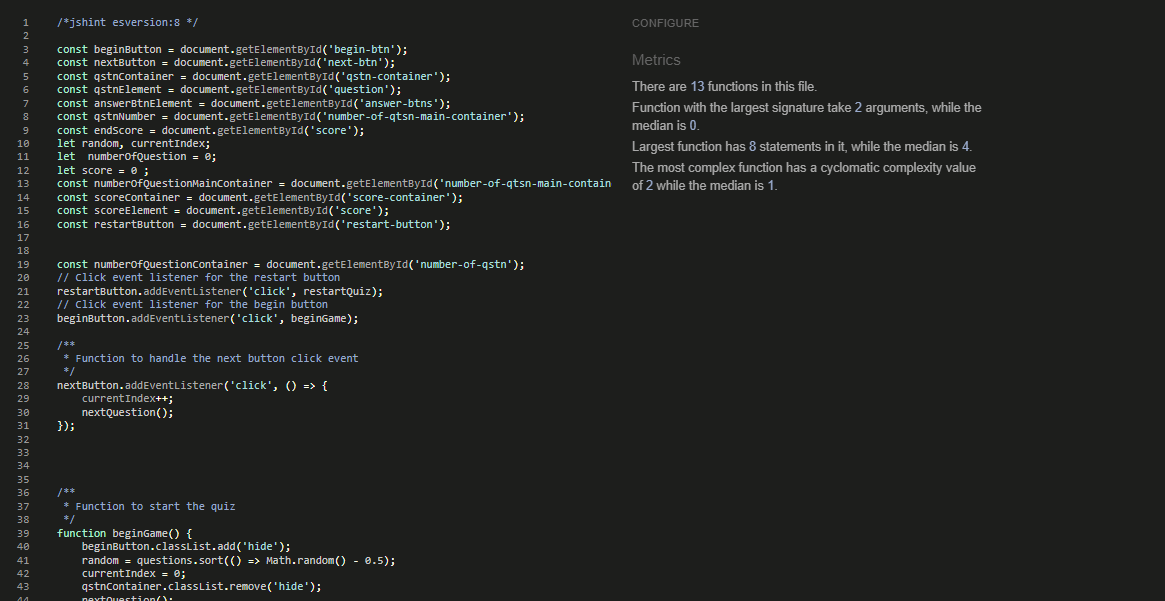 1 /*jshint esversion:8 */
2
3 const beginButton = document.getElementById('begin-btn');
4 const nextButton = document.getElementById('next-btn');
5 const qstnContainer = document.getElementById('qstn-container');
6 const qstnElement = document.getElementById('question');
7 const answerBtnElement = document.getElementById('answer-btns');
8 const qstnNumber = document.getElementById('number-of-qtsn-main-container');
9 const endScore = document.getElementById('score');
10 let random, currentIndex;
11 let  numberOfQuestion = 0;
12 let score = 0 ;
13 const numberOfQuestionMainContainer = document.getElementById('number-of-qtsn-main-contain
14 const scoreContainer = document.getElementById('score-container');
15 const scoreElement = document.getElementById('score');
16 const restartButton = document.getElementById('restart-button');
17
18
19 const numberOfQuestionContainer = document.getElementById('number-of-qstn');
20 // Click event listener for the restart button
21 restartButton.addEventListener('click', restartQuiz);
22 // Click event listener for the begin button
23 beginButton.addEventListener('click', beginGame);
24
25 /**
26  * Function to handle the next button click event
27  */
28 nextButton.addEventListener('click', () => {
29     currentIndex++;
30     nextQuestion();
31 });
32
33
34
35
36 /**
37  * Function to start the quiz
38  */
39 function beginGame() {
40     beginButton.classList.add('hide');
41     random = questions.sort(() => Math.random() - 0.5);
42     currentIndex = 0;
43     qstnContainer.classList.remove('hide');
44     nextQuestion();
CONFIGURE
Metrics
There are 13 functions in this file.
Function with the largest signature take 2 arguments, while the
median is 0.
Largest function has 8 statements in it, while the median is 4.
The most complex function has a cyclomatic complexity value
of 2 while the median is 1.